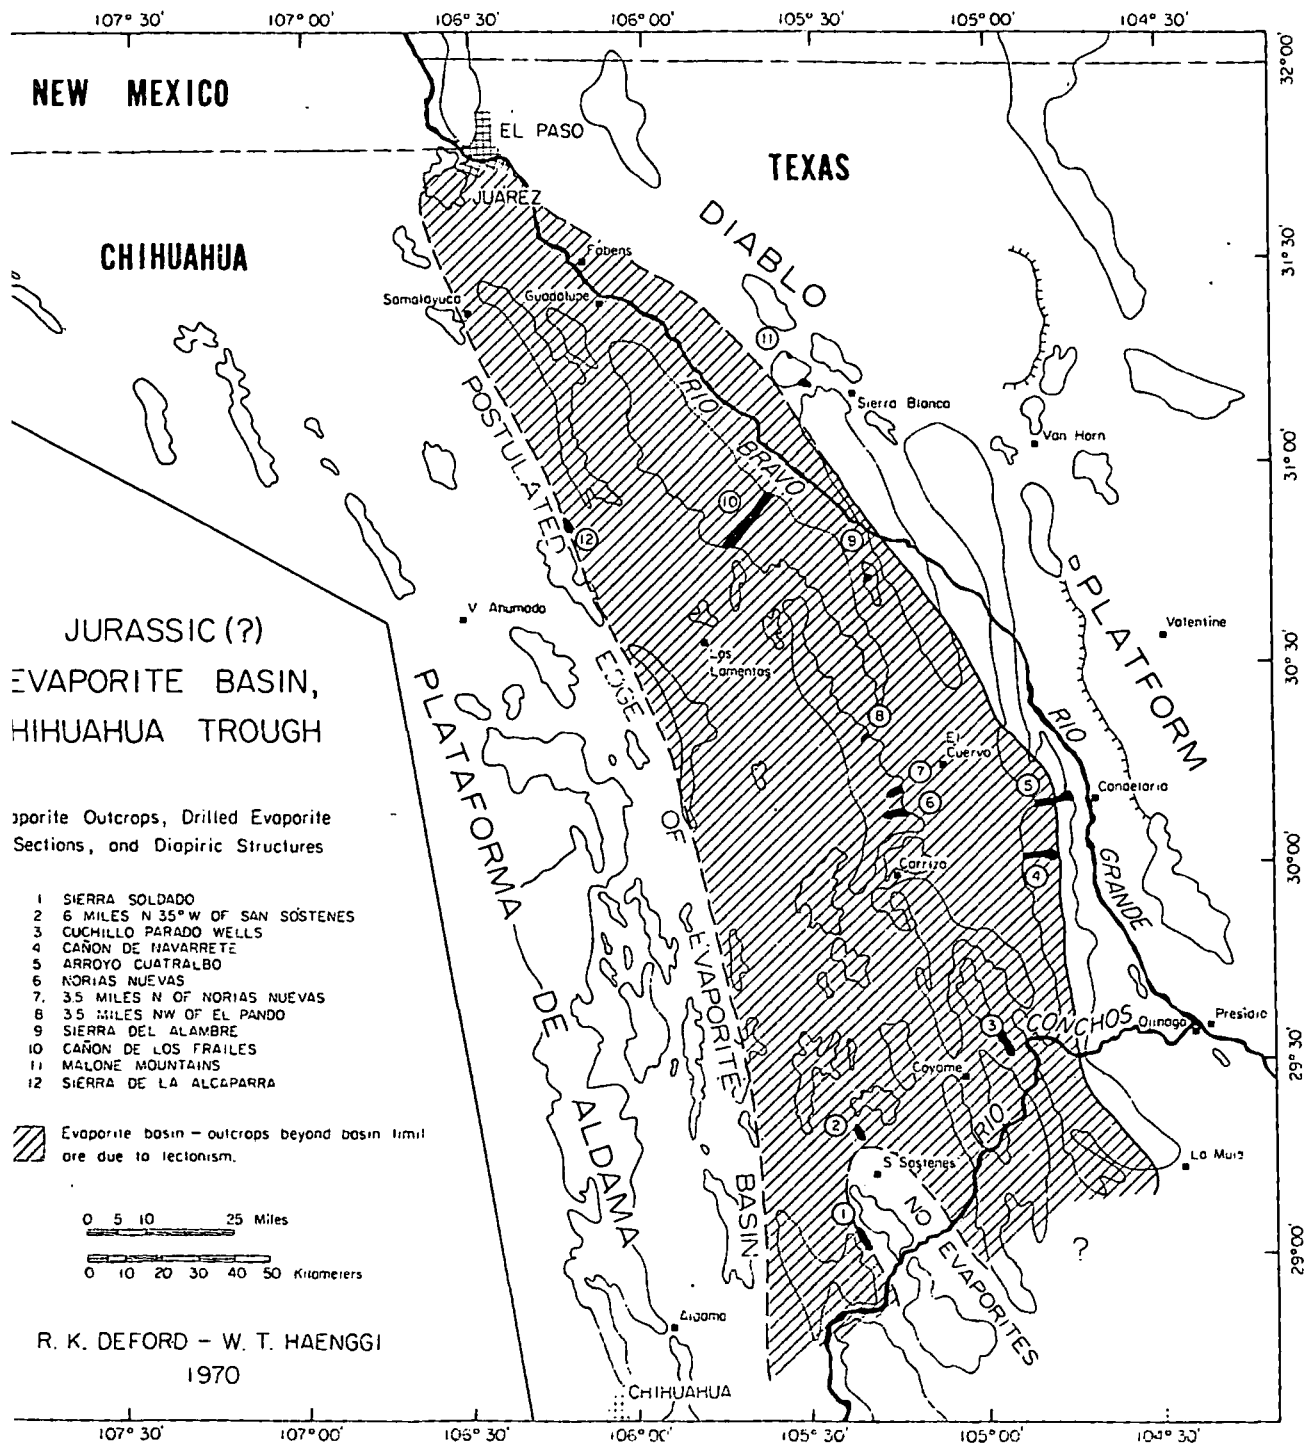 107° 30' 107° 00' 106° 30' 106° 00' 105° 30' 105° 00' 104° 30'
32° 00'
NEW MEXICO
EL PASO
TEXAS
JUAREZ
DIABLO
CHIHUAHUA
31° 30'
Fabens
Samalayuca
Guadalupe
11
RIO
Sierra Blanca
POSTULATED
Van Horn
31° 00'
BRAVO
10
12
9
PLATFORM
V. Ahumada
Valentine
JURASSIC (?)
EDGE
Los
Lamentos
30° 30'
EVAPORITE BASIN,
PLATAFORMA
8
RIO
HIHUAHUA TROUGH
El
Cuervo
7
5
Candelaria
6
OF
aporite Outcrops, Drilled Evaporite
Sections, and Diapiric Structures
Carrizo
4
GRANDE
30° 00'
1 SIERRA SOLDADO
2 6 MILES N 35° W OF SAN SOSTENES
3 CUCHILLO PARADO WELLS
4 CAÑON DE NAVARRETE
5 ARROYO CUATRALBO
6 NORIAS NUEVAS
7. 3.5 MILES N OF NORIAS NUEVAS
8 3.5 MILES NW OF EL PANDO
9 SIERRA DEL ALAMBRE
10 CAÑON DE LOS FRAILES
11 MALONE MOUNTAINS
12 SIERRA DE LA ALCAPARRA
EVAPORITE
DE
3
CONCHOS
Ojinaga
Presidio
29° 30'
Coyame
ALDAMA
2
RIO
Evaporite basin – outcrops beyond basin limit
are due to tectonism.
S. Sostenes
La Mula
BASIN
NO
EVAPORITES
1
?
29° 00'
0 5 10 25 Miles
0 10 20 30 40 50 Kilometers
Aldama
R. K. DEFORD – W. T. HAENGGI
1970
CHIHUAHUA
107° 30' 107° 00' 106° 30' 106° 00' 105° 30' 105° 00' 104° 30'